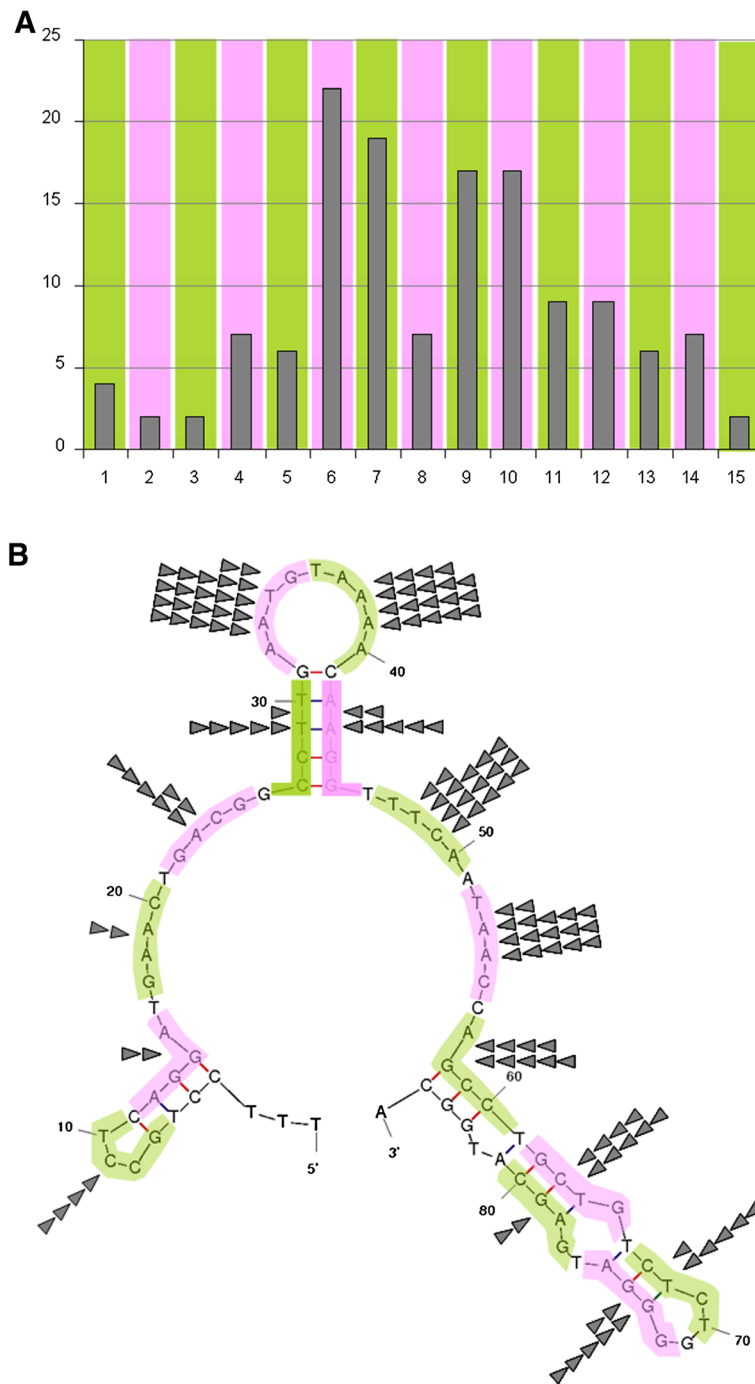 A
25
20
15
10
5
0
1 2 3 4 5 6 7 8 9 10 11 12 13 14 15
B
5'
T T T C C T G C C T
10
C A G G A T G A A C
20
T G A C G G C C T T
30
G A A T G T A A A A
40
C A A G G T T T C A
50
A T A A C C A G C C
60
T G C T G T C T C T
70
G G G G A T G A G C
80
A T G G C A
3'